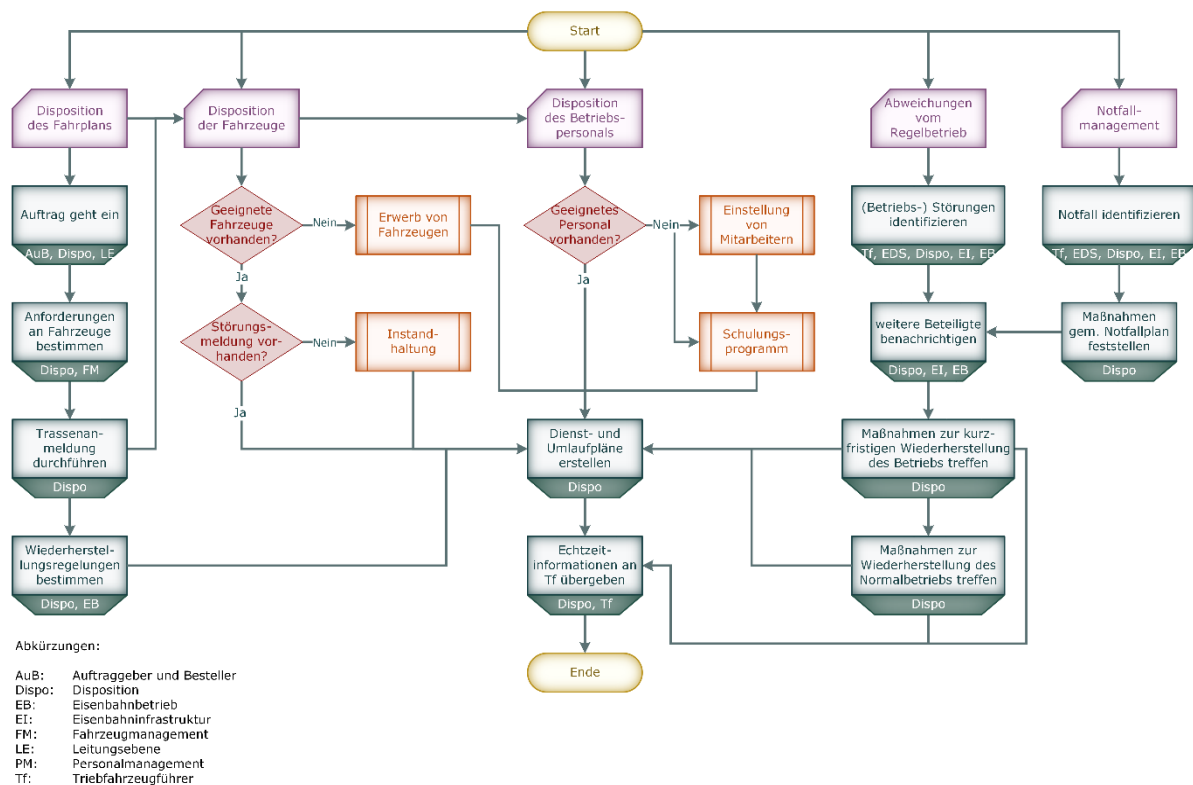 Start
Disposition
des Fahrplans
Disposition
der Fahrzeuge
Disposition
des Betriebs-
personals
Abweichungen
vom
Regelbetrieb
Notfall-
management
Auftrag geht ein
AuB, Dispo, LE
Geeignete
Fahrzeuge
vorhanden?
Nein
Erwerb von
Fahrzeugen
Geeignetes
Personal
vorhanden?
Nein
Einstellung
von
Mitarbeitern
(Betriebs-) Störungen
identifizieren
Tf, EDS, Dispo, EI, EB
Notfall identifizieren
Tf, EDS, Dispo, EI, EB
Ja
Ja
Anforderungen
an Fahrzeuge
bestimmen
Dispo, FM
Störungs-
meldung vor-
handen?
Nein
Instand-
haltung
Schulungs-
programm
weitere Beteiligte
benachrichtigen
Dispo, EI, EB
Maßnahmen
gem. Notfallplan
feststellen
Dispo
Ja
Trassenan-
meldung
durchführen
Dispo
Dienst- und
Umlaufpläne
erstellen
Dispo
Maßnahmen zur kurz-
fristigen Wiederherstellung
des Betriebs treffen
Dispo
Wiederherstel-
lungsregelungen
bestimmen
Dispo, EB
Echtzeit-
informationen an
Tf übergeben
Dispo, Tf
Maßnahmen zur
Wiederherstellung des
Normalbetriebs treffen
Dispo
Ende
Abkürzungen:
AuB: Auftraggeber und Besteller
Dispo: Disposition
EB: Eisenbahnbetrieb
EI: Eisenbahninfrastruktur
FM: Fahrzeugmanagement
LE: Leitungsebene
PM: Personalmanagement
Tf: Triebfahrzeugführer